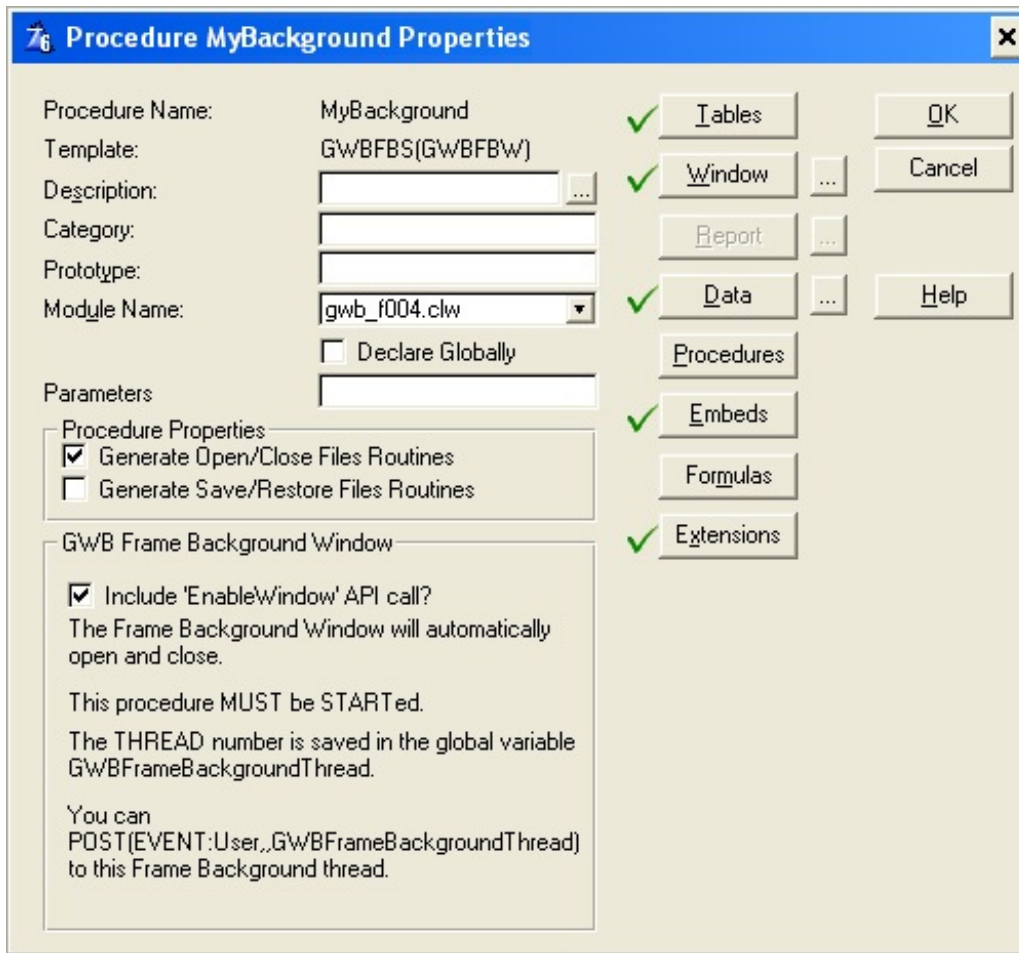 Procedure MyBackground Properties
Procedure Name: MyBackground
Template: GWBFBS(GWBFBW)
Description: ...
Category:
Prototype:
Module Name: gwb_f004.clw
Declare Globally
Parameters
Procedure Properties
Generate Open/Close Files Routines
Generate Save/Restore Files Routines
GWB Frame Background Window
Include 'EnableWindow' API call?
The Frame Background Window will automatically
open and close.
This procedure MUST be STARTed.
The THREAD number is saved in the global variable
GWBFrameBackgroundThread.
You can
POST(EVENT:User,,GWBFrameBackgroundThread)
to this Frame Background thread.
Tables
Window ...
Report ...
Data ...
Procedures
Embeds
Formulas
Extensions
OK
Cancel
Help